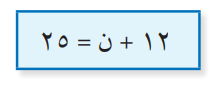 ١٢ + ن = ٢٥